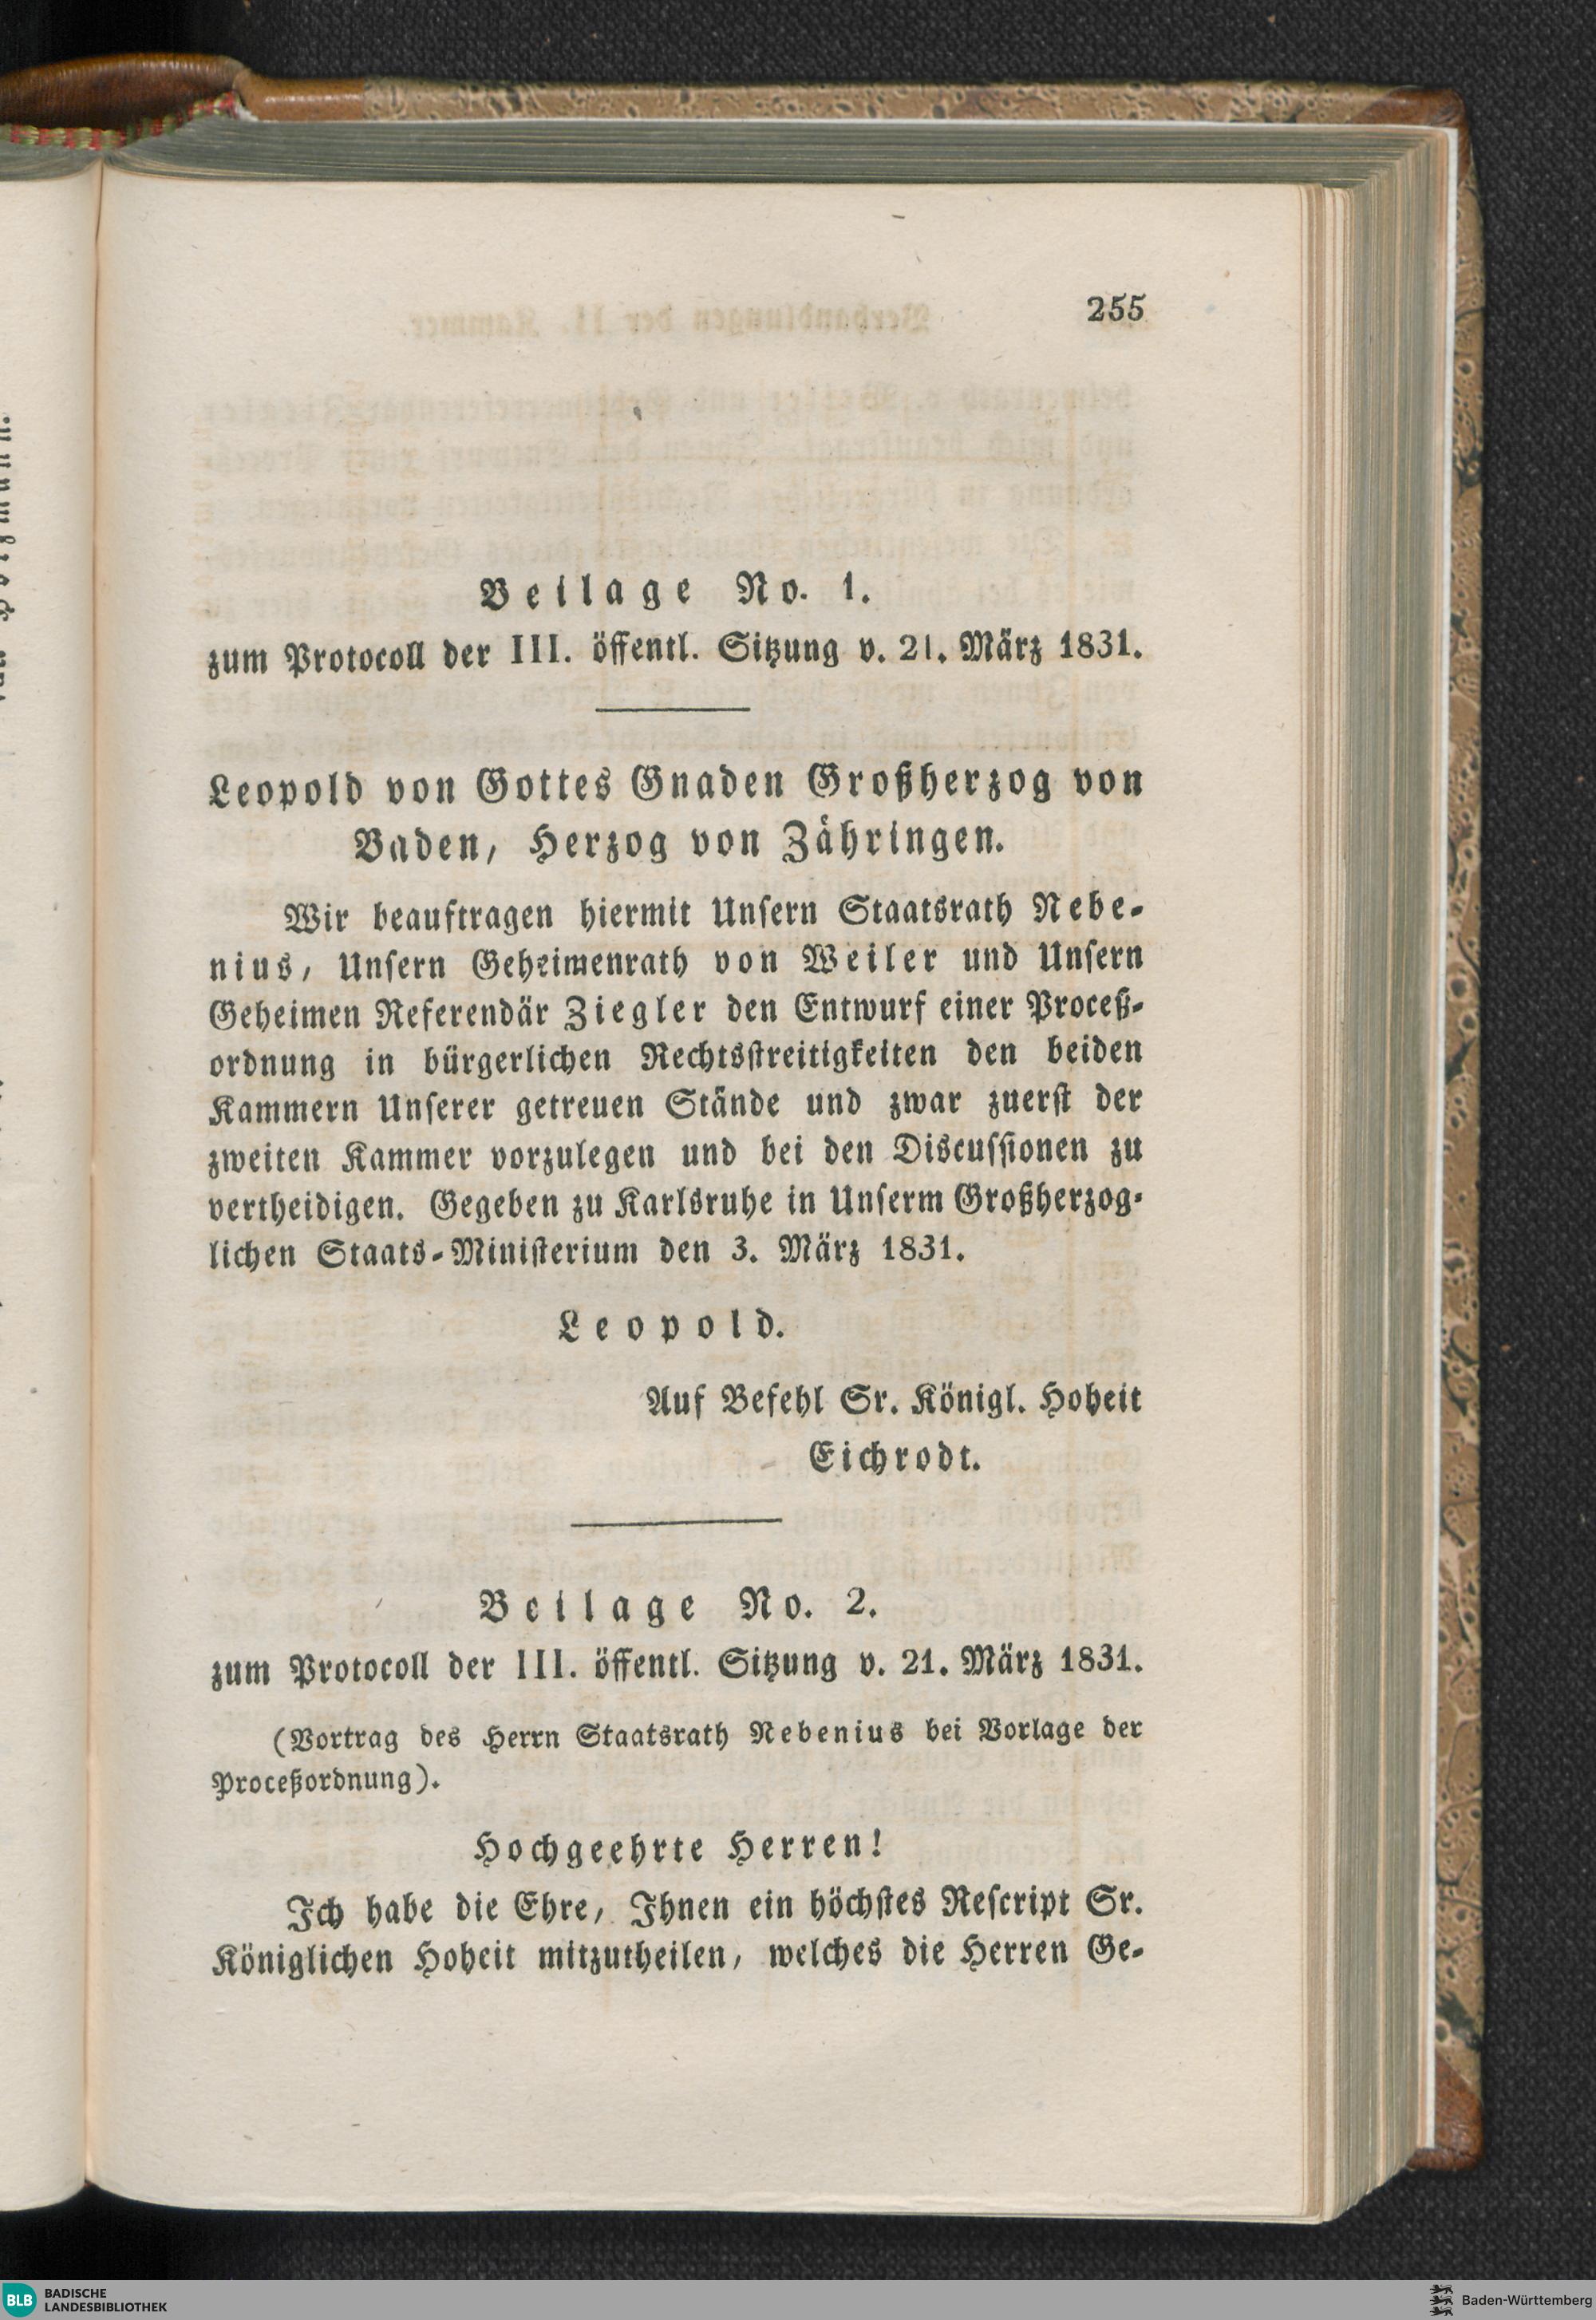 255
Beilage No. 1.
zum Protocoll der III. öffentl. Sitzung v. 21. März 1831.
Leopold von Gottes Gnaden Großherzog von
Baden, Herzog von Zähringen.
Wir beauftragen hiermit Unsern Staatsrath Nebe-
nius, Unsern Geheimenrath von Weiler und Unsern
Geheimen Referendär Ziegler den Entwurf einer Proceß-
ordnung in bürgerlichen Rechtsstreitigkeiten den beiden
Kammern Unserer getreuen Stände und zwar zuerst der
zweiten Kammer vorzulegen und bei den Discussionen zu
vertheidigen. Gegeben zu Karlsruhe in Unserm Großherzog-
lichen Staats-Ministerium den 3. März 1831.
Leopold.
Auf Befehl Sr. Königl. Hoheit
Eichrodt.
Beilage No. 2.
zum Protocoll der III. öffentl. Sitzung v. 21. März 1831.
(Vortrag des Herrn Staatsrath Nebenius bei Vorlage der
Proceßordnung).
Hochgeehrte Herren!
Ich habe die Ehre, Ihnen ein höchstes Rescript Sr.
Königlichen Hoheit mitzutheilen, welches die Herren Ge-
BLB BADISCHE
LANDESBIBLIOTHEK
Baden-Württemberg